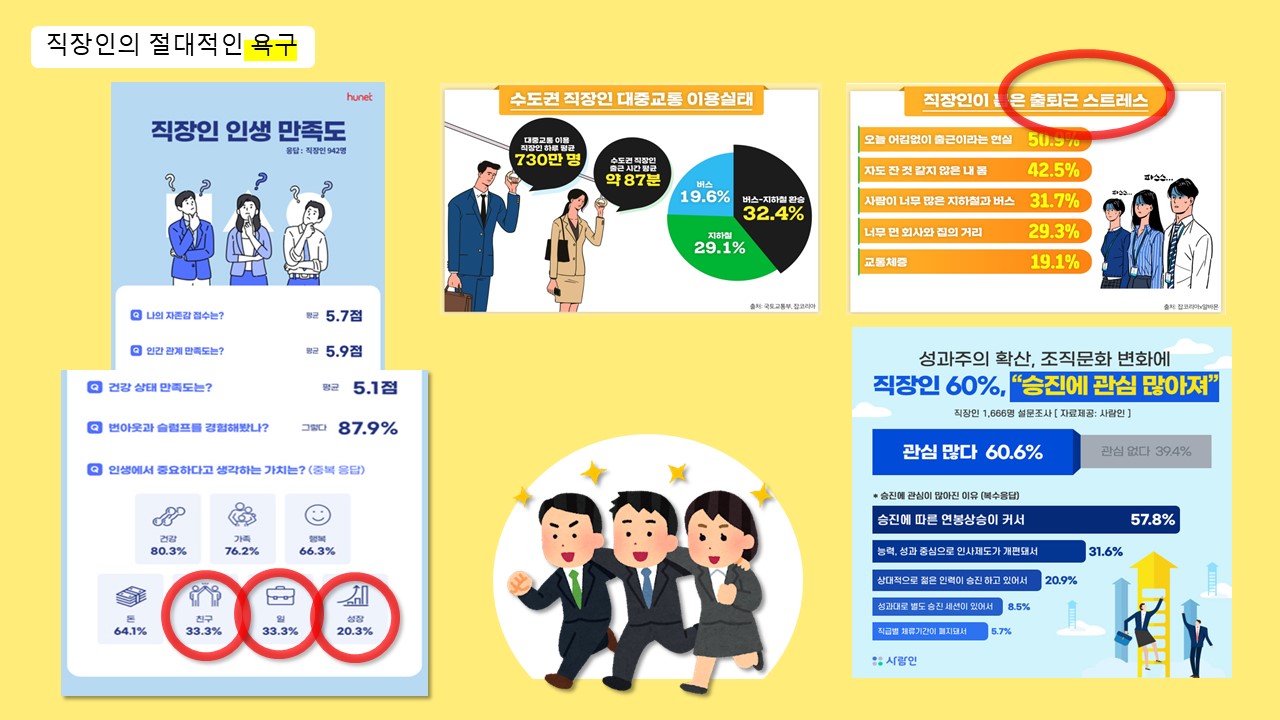 직장인의 절대적인 욕구
hunet
직장인 인생 만족도
응답 : 직장인 942명
Q 나의 자존감 점수는? 평균 5.7점
Q 인간 관계 만족도는? 평균 5.9점
Q 건강 상태 만족도는? 평균 5.1점
Q 번아웃과 슬럼프를 경험해봤나? 그렇다 87.9%
Q 인생에서 중요하다고 생각하는 가치는? (중복 응답)
건강 가족 행복
80.3% 76.2% 66.3%
돈 친구 일 성장
64.1% 33.3% 33.3% 20.3%
수도권 직장인 대중교통 이용실태
대중교통 이용
직장인 하루 평균
730만 명
수도권 직장인
출근 시간 평균
약 87분
버스
19.6%
버스-지하철 환승
32.4%
지하철
29.1%
출처: 국토교통부, 잡코리아
직장인이 은 출퇴근 스트레스
오늘 어김없이 출근이라는 현실 50.9%
자도 잔 것 같지 않은 내 몸 42.5%
사람이 너무 많은 지하철과 버스 31.7%
너무 먼 회사와 집의 거리 29.3%
교통체증 19.1%
파스스... 파스스... 파스스...
출처: 잡코리아x알바몬
성과주의 확산, 조직문화 변화에
직장인 60%, “승진에 관심 많아져”
직장인 1,666명 설문조사 [ 자료제공: 사람인 ]
관심 많다 60.6% 관심 없다 39.4%
* 승진에 관심이 많아진 이유 (복수응답)
승진에 따른 연봉상승이 커서 57.8%
능력, 성과 중심으로 인사제도가 개편돼서 31.6%
상대적으로 젊은 인력이 승진 하고 있어서 20.9%
성과대로 별도 승진 세션이 있어서 8.5%
직급별 체류기간이 폐지돼서 5.7%
사람인